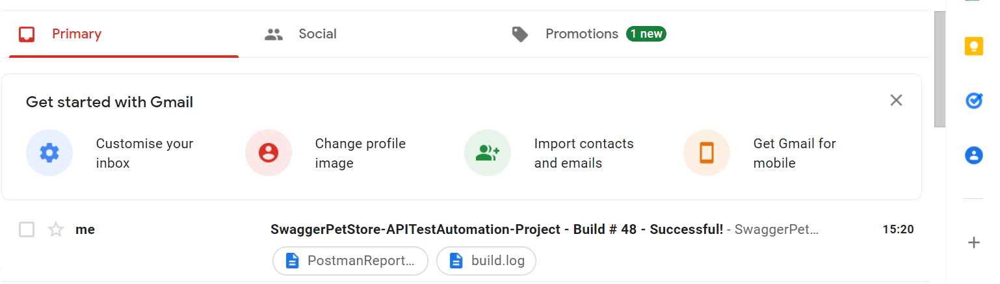 Primary
Social
Promotions 1 new
Get started with Gmail
Customise your
inbox
Change profile
image
Import contacts
and emails
Get Gmail for
mobile
me SwaggerPetStore-APITestAutomation-Project - Build # 48 - Successful! - SwaggerPet... 15:20
PostmanReport... build.log